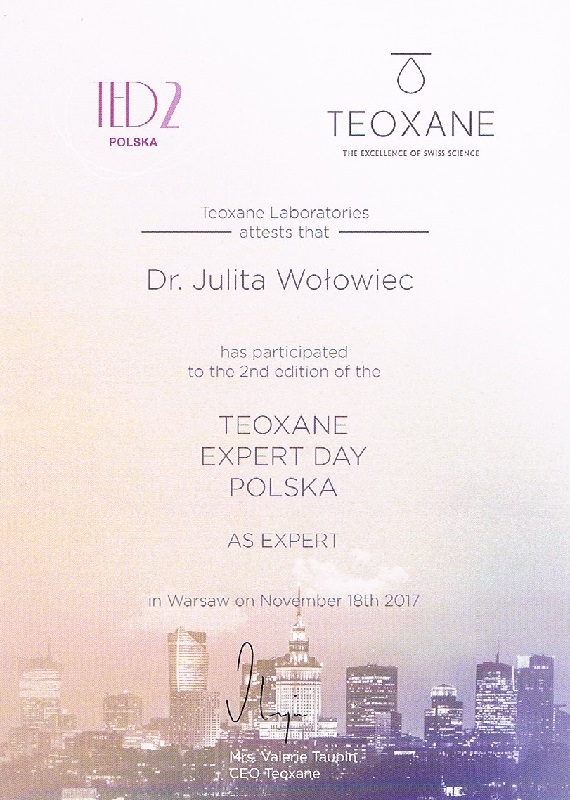 TED2
POLSKA
TEOXANE
THE EXCELLENCE OF SWISS SCIENCE
Teoxane Laboratories
attests that
Dr. Julita Wołowiec
has participated
to the 2nd edition of the
TEOXANE
EXPERT DAY
POLSKA
AS EXPERT
in Warsaw on November 18th 2017
Mrs. Valérie Taupin
CEO Teoxane